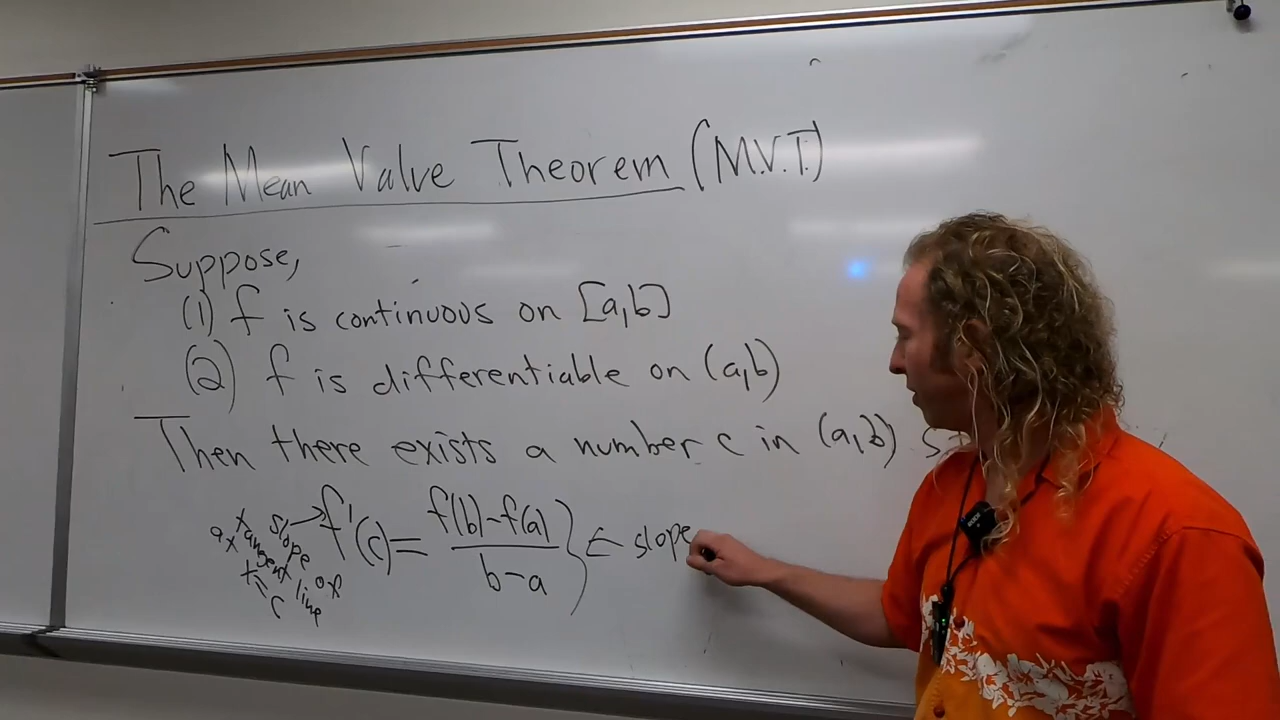 The Mean Value Theorem (M.V.T.)
Suppose,
(1) f is continuous on [a,b]
(2) f is differentiable on (a,b)
Then there exists a number c in (a,b)
f'(c) = f(b)-f(a) / b-a } ← slope
slope of
tangent line
at x=c